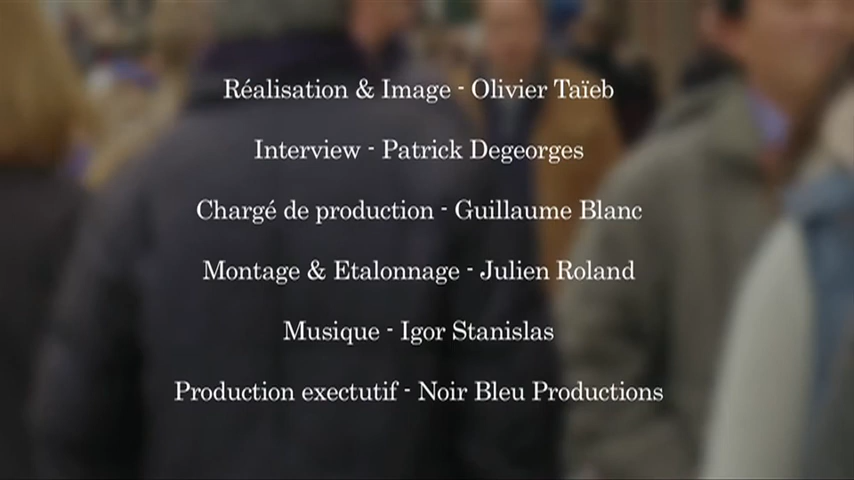 Réalisation & Image - Olivier Taïeb
Interview - Patrick Degeorges
Chargé de production - Guillaume Blanc
Montage & Etalonnage - Julien Roland
Musique - Igor Stanislas
Production exectutif - Noir Bleu Productions